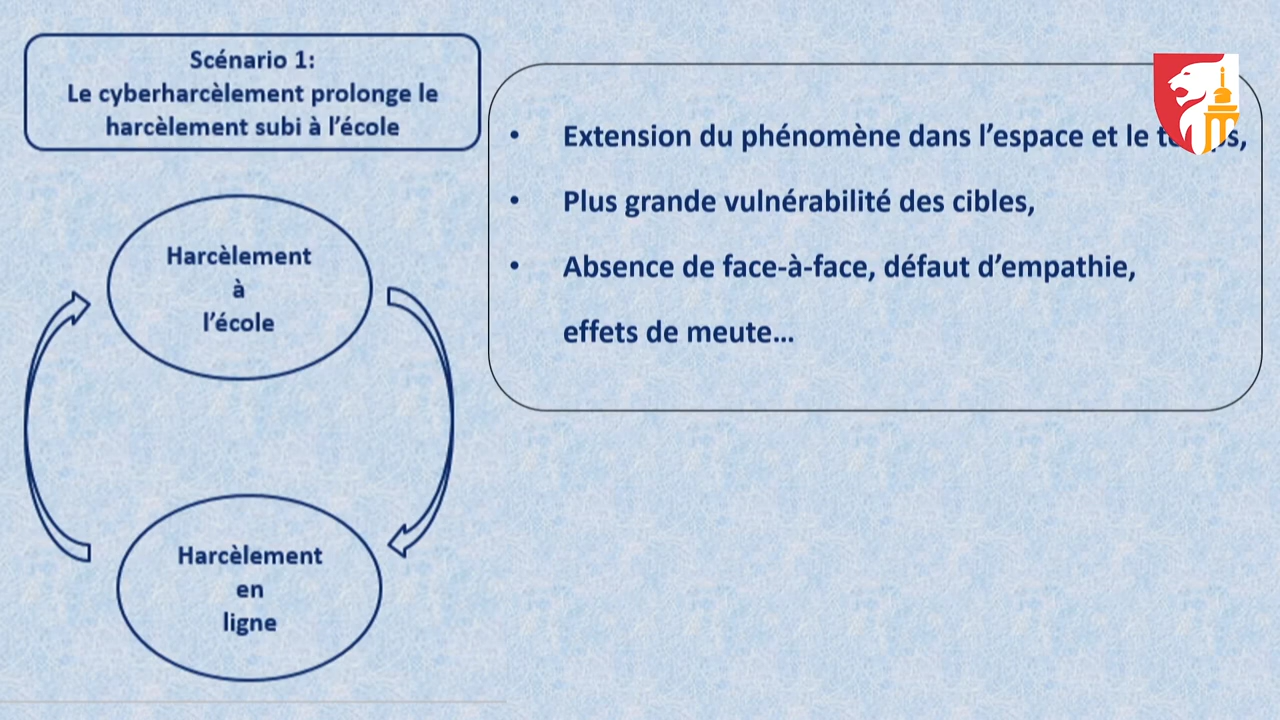 Scénario 1:
Le cyberharcèlement prolonge le
harcèlement subi à l'école
Harcèlement
à
l'école
Harcèlement
en
ligne
• Extension du phénomène dans l'espace et le
• Plus grande vulnérabilité des cibles,
• Absence de face-à-face, défaut d'empathie,
effets de meute…